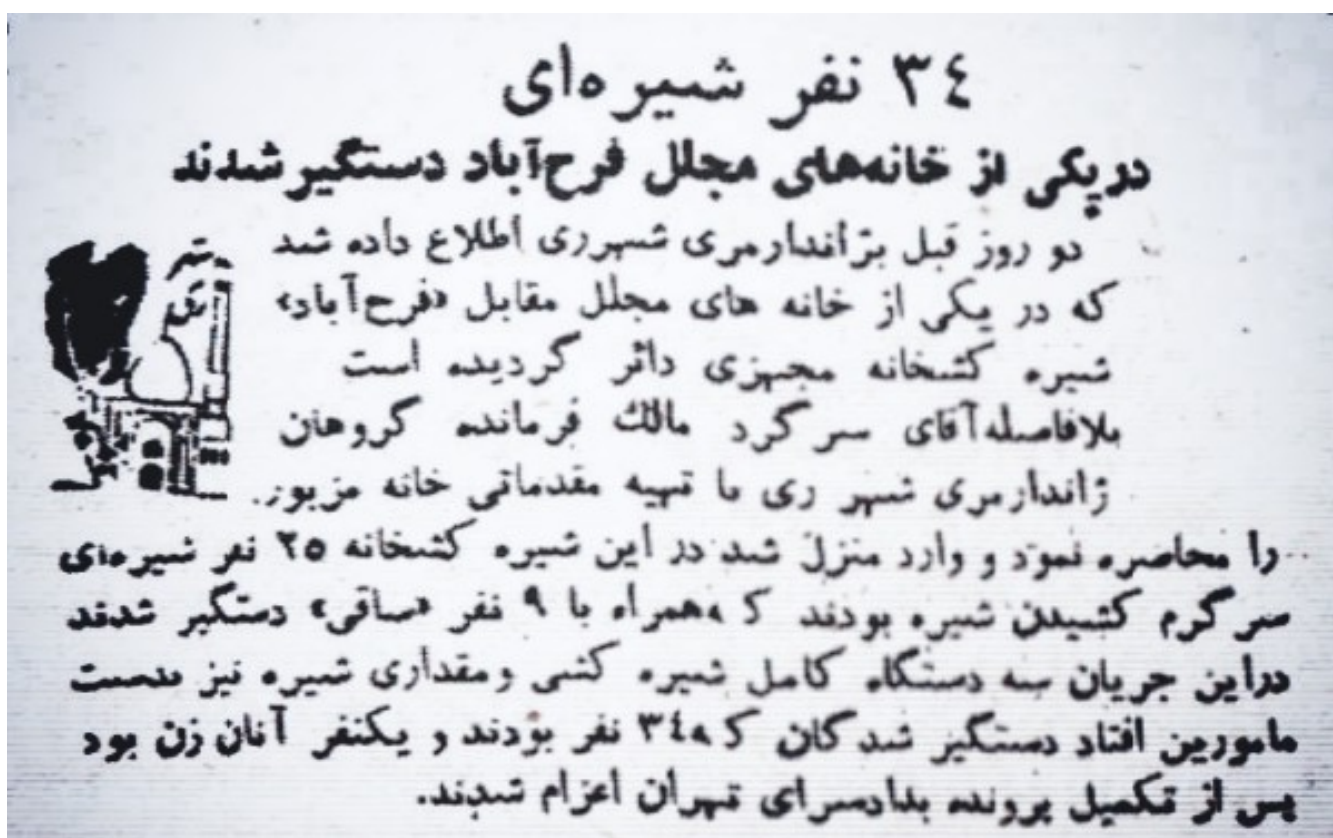 ۳٤ نفر شیره‌ای
در یکی از خانه‌های مجلل فرح‌آباد دستگیر شدند
دو روز قبل بژاندارمری شهرری اطلاع داده شد
که در یکی از خانه های مجلل مقابل «فرح‌آباد»
شیره کشخانه مجهزی دائر گردیده است
بلافاصله آقای سرگرد مالك فرمانده گروهان
ژاندارمری شهر ری با تهیه مقدماتی خانه مزبور
را محاصره نمود و وارد منزل شد در این شیره کشخانه ۲۵ نفر شیره‌ای
سرگرم کشیدن شیره بودند که همراه با ۹ نفر «ساقی» دستگیر شدند
دراین جریان سه دستگاه کامل شیره کشی ومقداری شیره نیز بدست
مامورین افتاد دستگیر شدگان که ۳٤ نفر بودند و یکنفر آنان زن بود
پس از تکمیل پرونده بدادسرای تهران اعزام شدند.